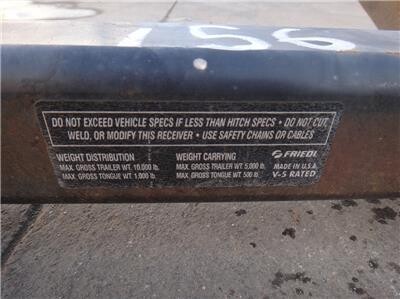 156
DO NOT EXCEED VEHICLE SPECS IF LESS THAN HITCH SPECS • DO NOT CUT,
WELD, OR MODIFY THIS RECEIVER • USE SAFETY CHAINS OR CABLES
WEIGHT DISTRIBUTION
MAX. GROSS TRAILER WT. 10,000 lb.
MAX. GROSS TONGUE WT. 1,000 lb.
WEIGHT CARRYING
MAX. GROSS TRAILER WT. 5,000 lb.
MAX. GROSS TONGUE WT. 500 lb.
FRIEDL
MADE IN U.S.A.
V-5 RATED